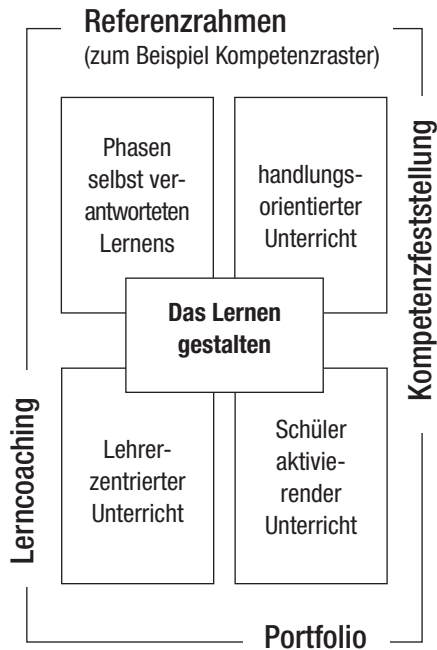 Referenzrahmen
(zum Beispiel Kompetenzraster)
Phasen
selbst ver-
antworteten
Lernens
handlungs-
orientierter
Unterricht
Kompetenzfeststellung
Das Lernen
gestalten
Lerncoaching
Lehrer-
zentrierter
Unterricht
Schüler
aktivie-
render
Unterricht
Portfolio